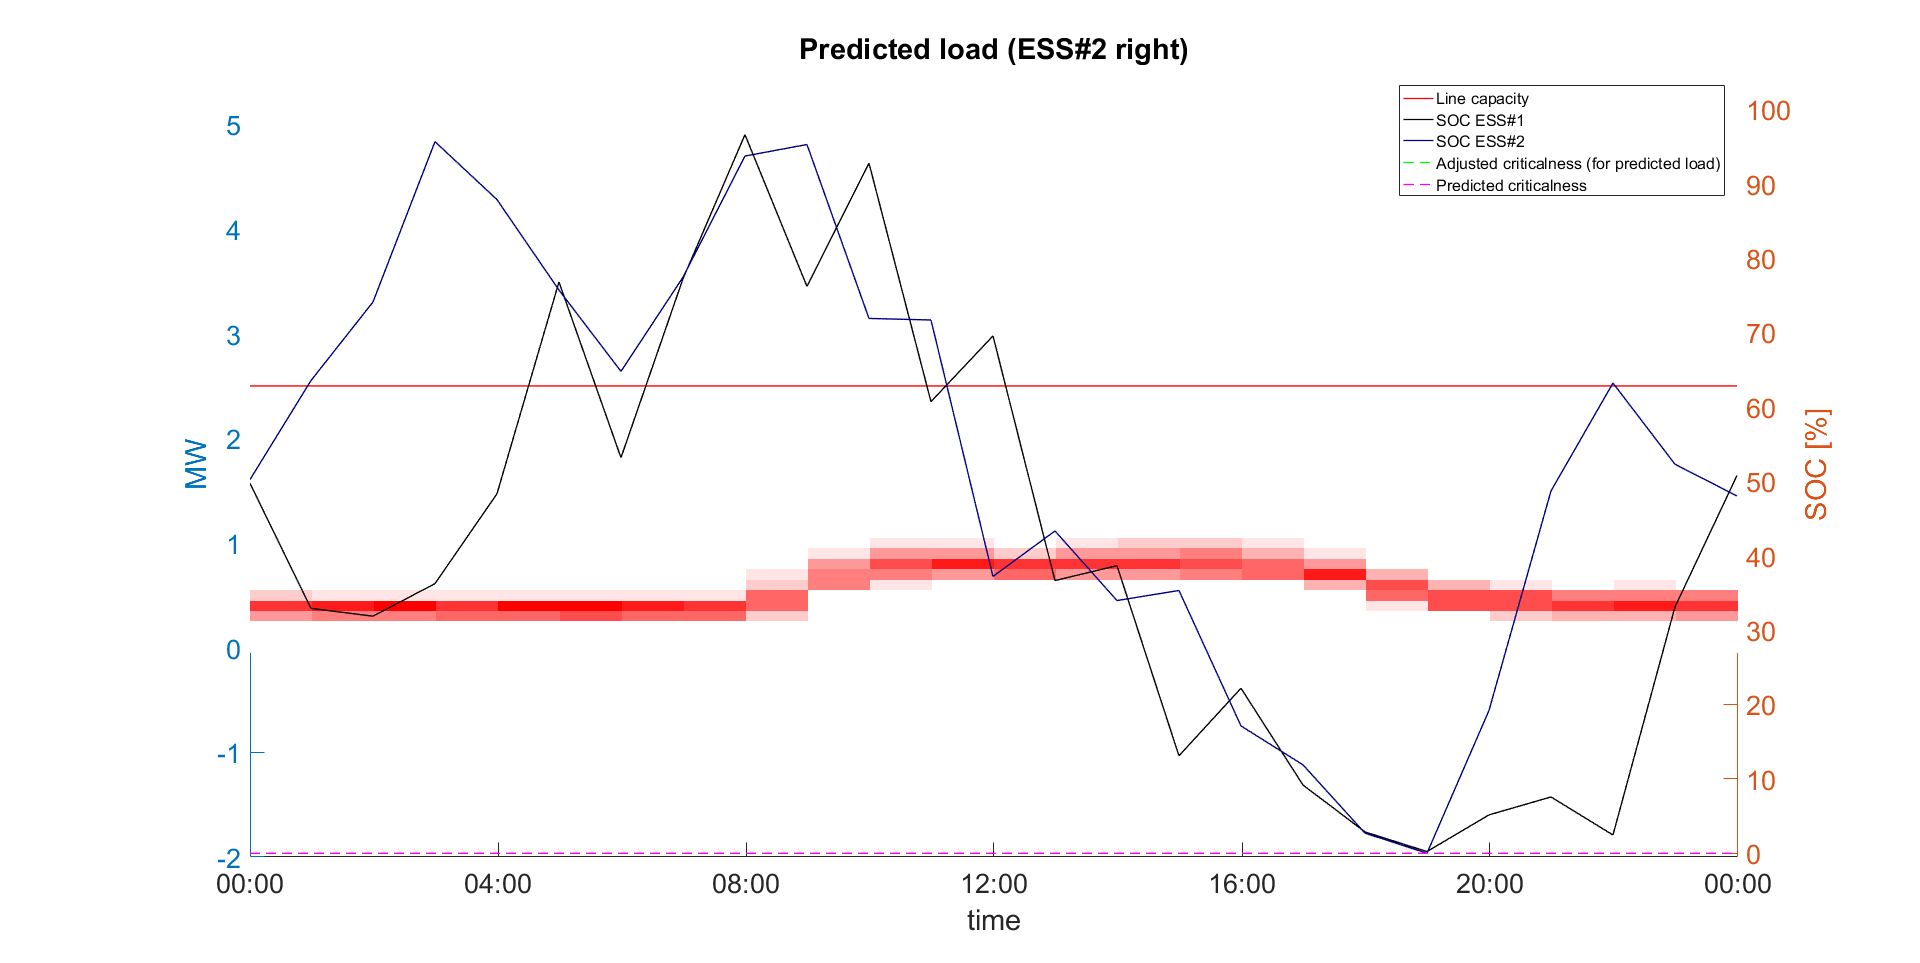 Predicted load (ESS#2 right)
Line capacity
SOC ESS#1
SOC ESS#2
Adjusted criticalness (for predicted load)
Predicted criticalness
5
4
3
2
1
0
-1
-2
MW
100
90
80
70
60
50
40
30
20
10
0
SOC [%]
00:00 04:00 08:00 12:00 16:00 20:00 00:00
time